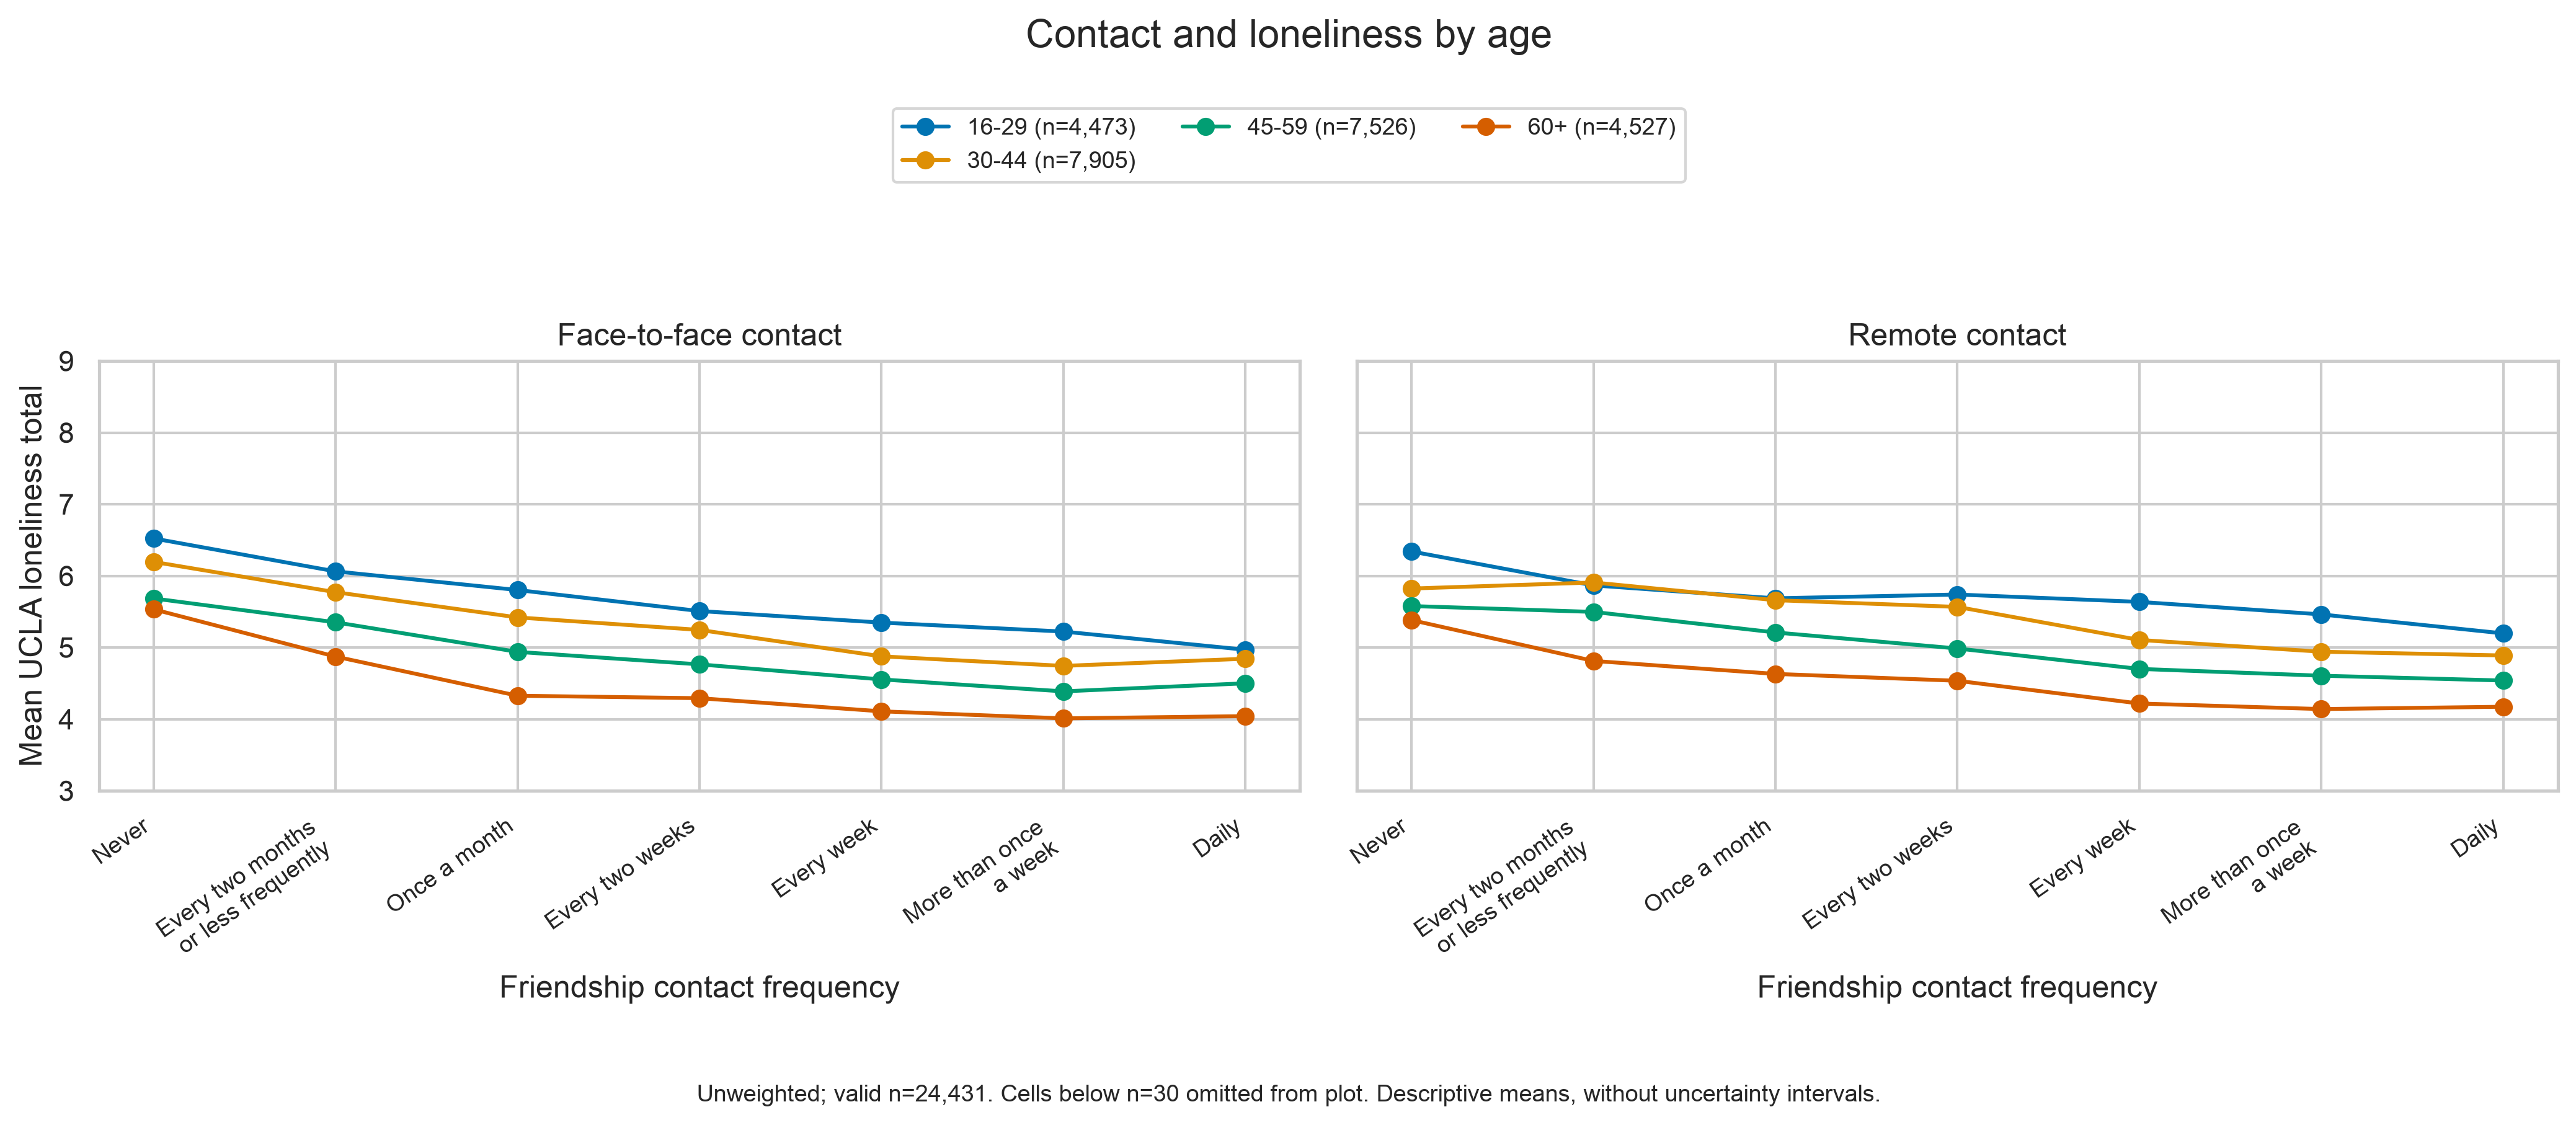 Contact and loneliness by age
16-29 (n=4,473)
30-44 (n=7,905)
45-59 (n=7,526)
60+ (n=4,527)
Face-to-face contact
Mean UCLA loneliness total
9
8
7
6
5
4
3
Never
Every two months
or less frequently
Once a month
Every two weeks
Every week
More than once
a week
Daily
Friendship contact frequency
Remote contact
Never
Every two months
or less frequently
Once a month
Every two weeks
Every week
More than once
a week
Daily
Friendship contact frequency
Unweighted; valid n=24,431. Cells below n=30 omitted from plot. Descriptive means, without uncertainty intervals.